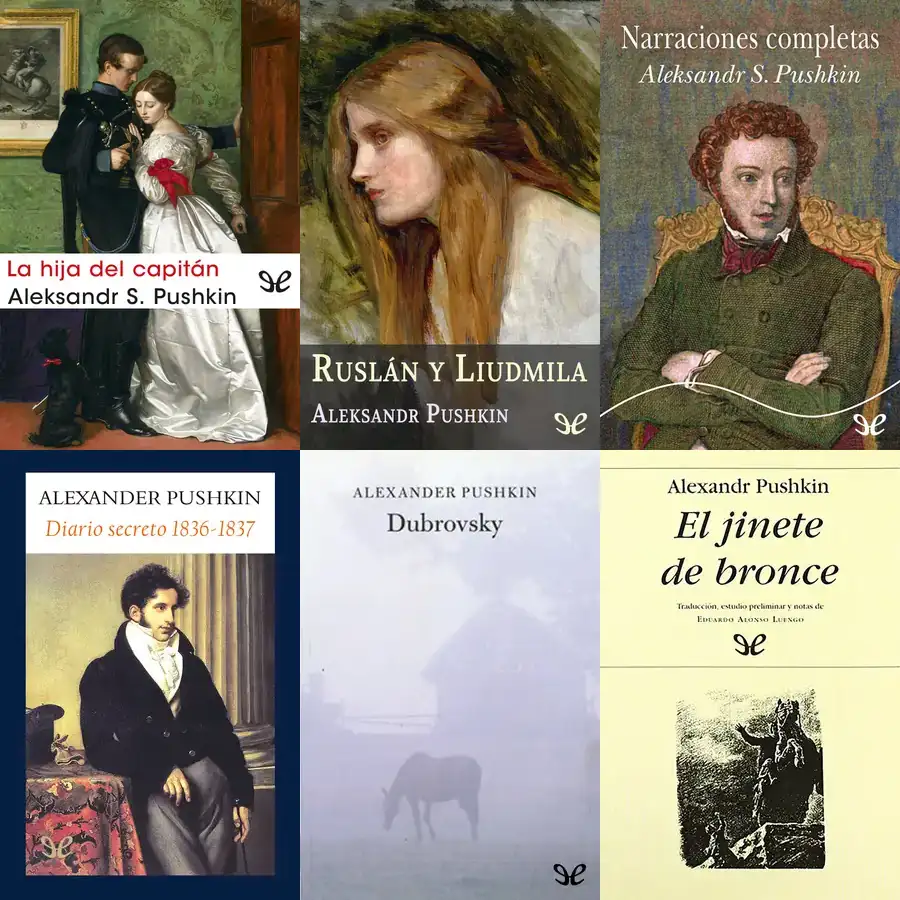 La hija del capitán
Aleksandr S. Pushkin
RUSLÁN Y LIUDMILA
ALEKSANDR PUSHKIN
Narraciones completas
Aleksandr S. Pushkin
ALEXANDER PUSHKIN
Diario secreto 1836-1837
ALEXANDER PUSHKIN
Dubrovsky
Alexandr Pushkin
El jinete
de bronce
Traducción, estudio preliminar y notas de
EDUARDO ALONSO LUENGO